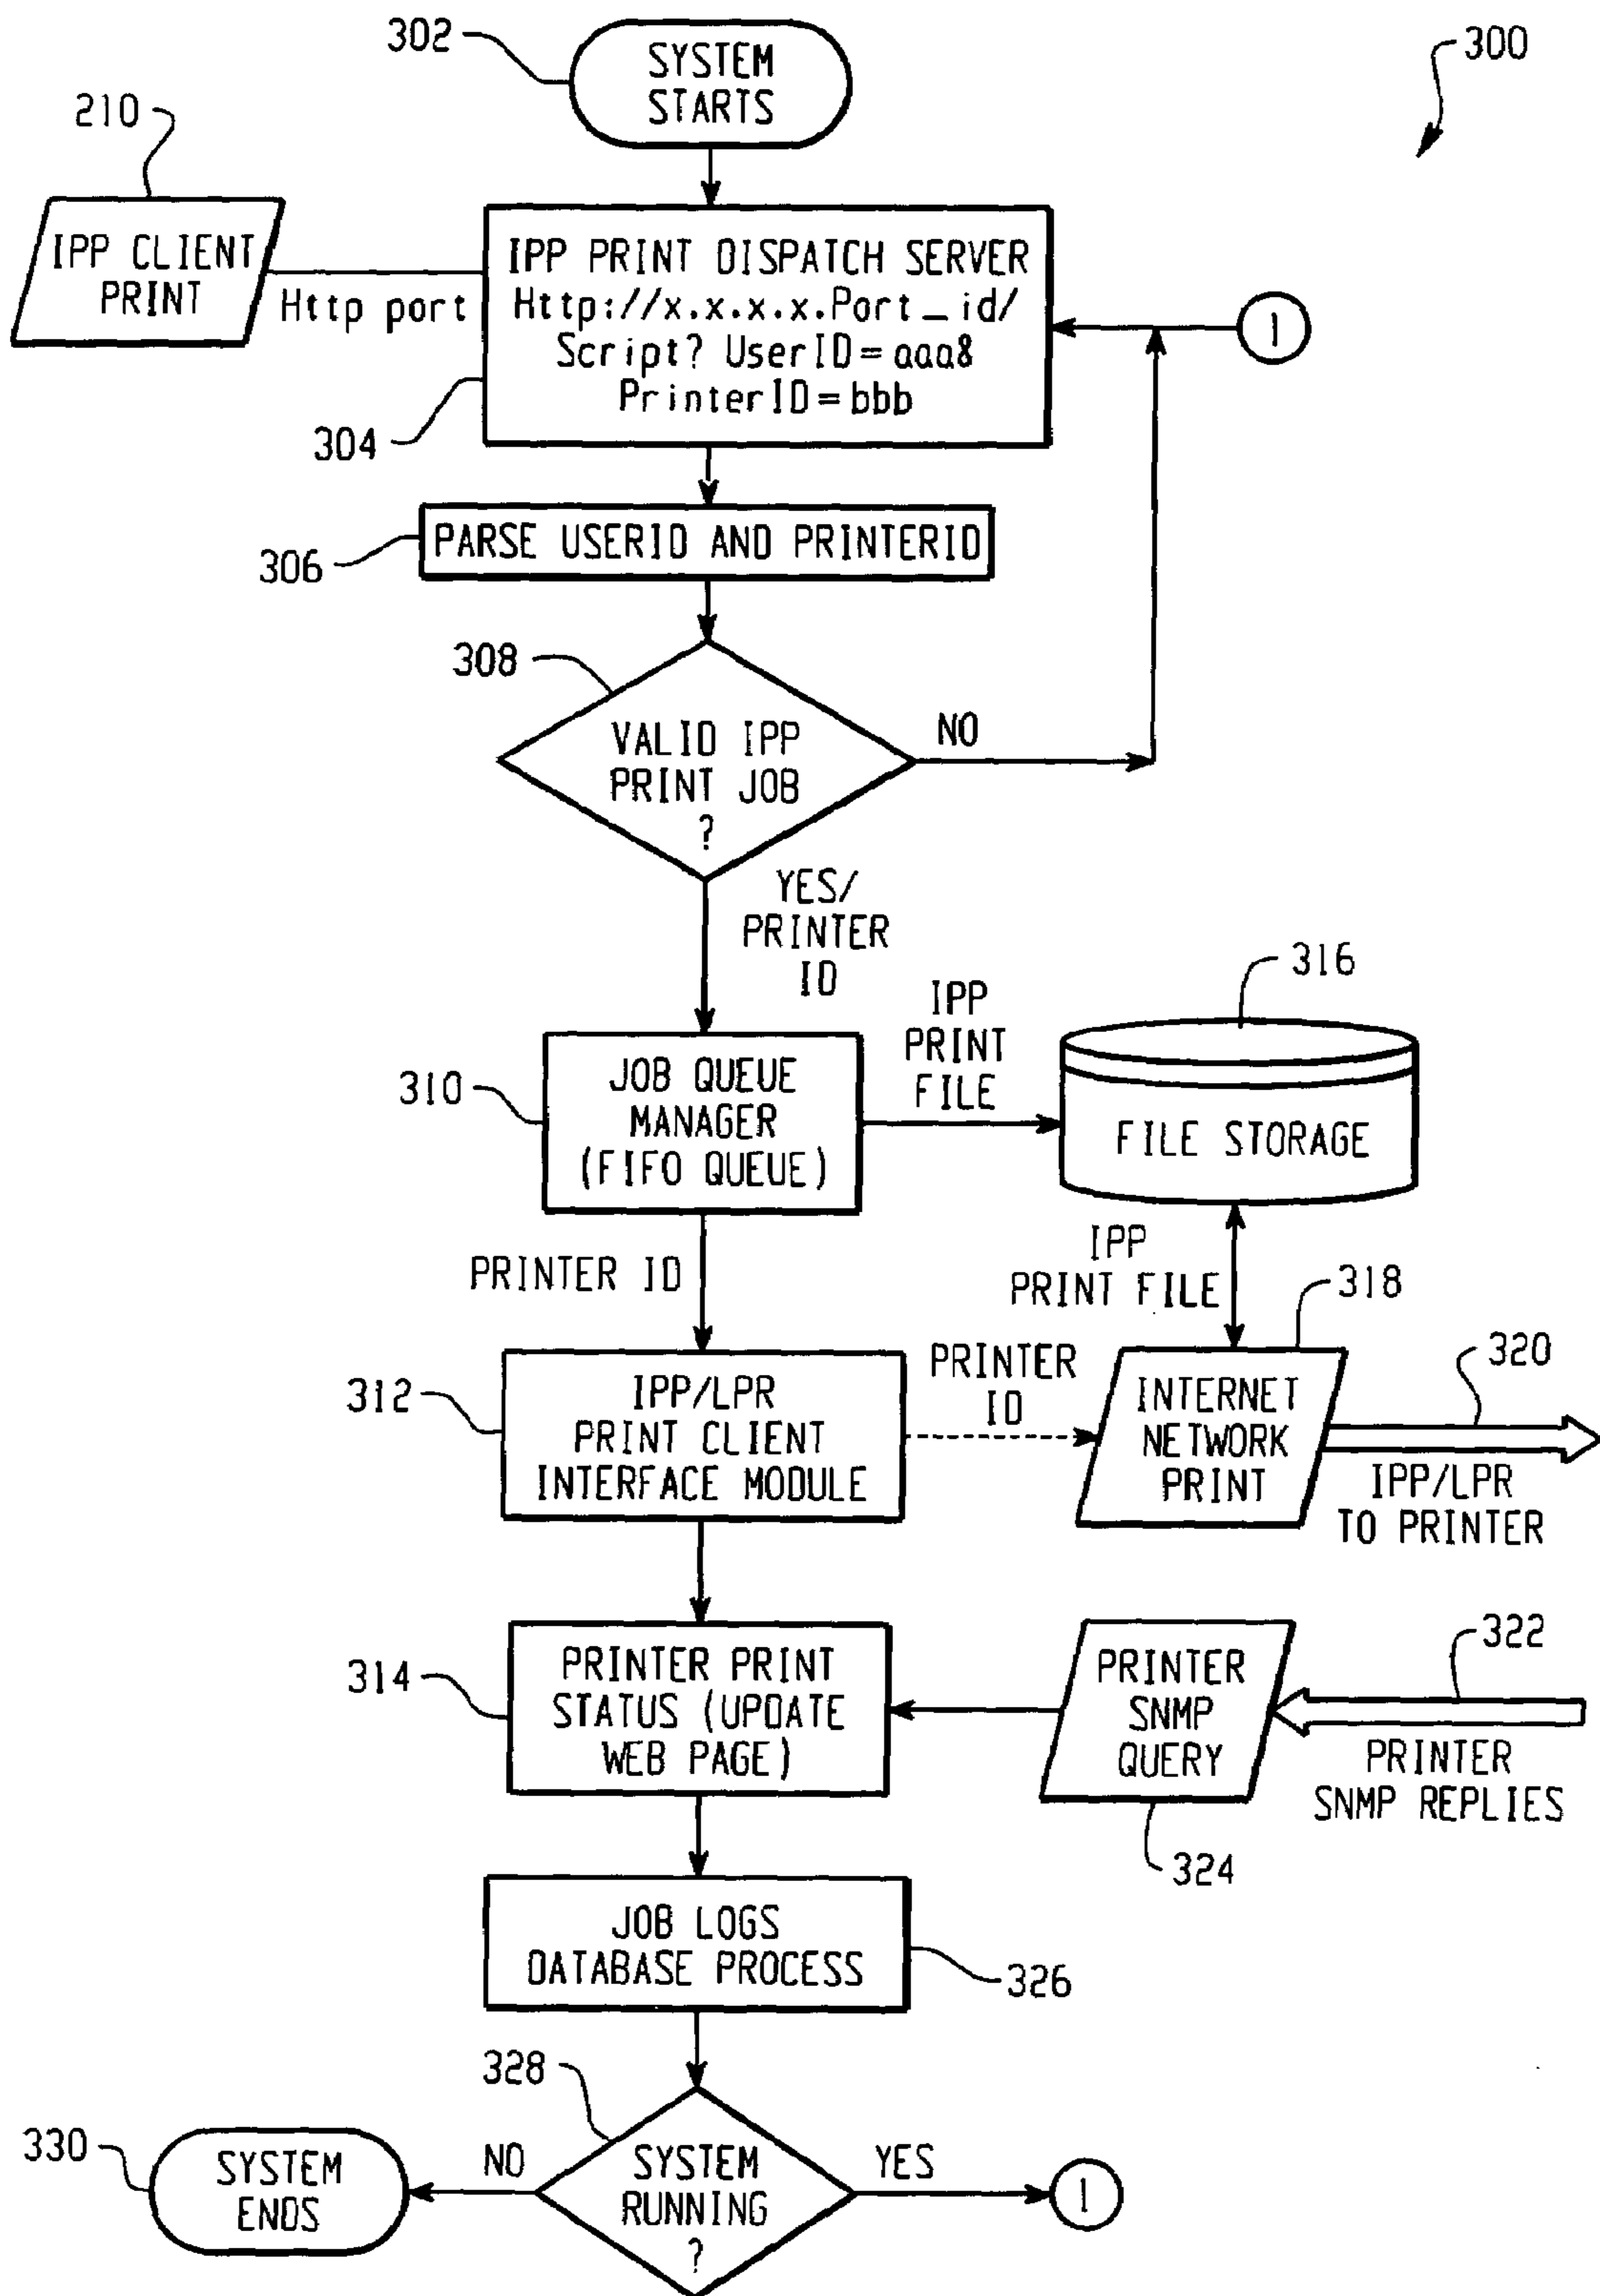 302
SYSTEM
STARTS
300
210
IPP CLIENT
PRINT
Http port
IPP PRINT DISPATCH SERVER
Http://x.x.x.x.Port_id/
Script? UserID=aaa8
PrinterID=bbb
1
304
PARSE USERID AND PRINTERID
306
308
VALID IPP
PRINT JOB
?
NO
YES/
PRINTER
ID
310
JOB QUEUE
MANAGER
(FIFO QUEUE)
IPP
PRINT
FILE
316
FILE STORAGE
PRINTER ID
IPP
PRINT FILE
318
312
IPP/LPR
PRINT CLIENT
INTERFACE MODULE
PRINTER
ID
INTERNET
NETWORK
PRINT
320
IPP/LPR
TO PRINTER
314
PRINTER PRINT
STATUS (UPDATE
WEB PAGE)
PRINTER
SNMP
QUERY
322
PRINTER
SNMP REPLIES
324
JOB LOGS
DATABASE PROCESS
326
328
SYSTEM
RUNNING
?
NO
YES
1
330
SYSTEM
ENDS